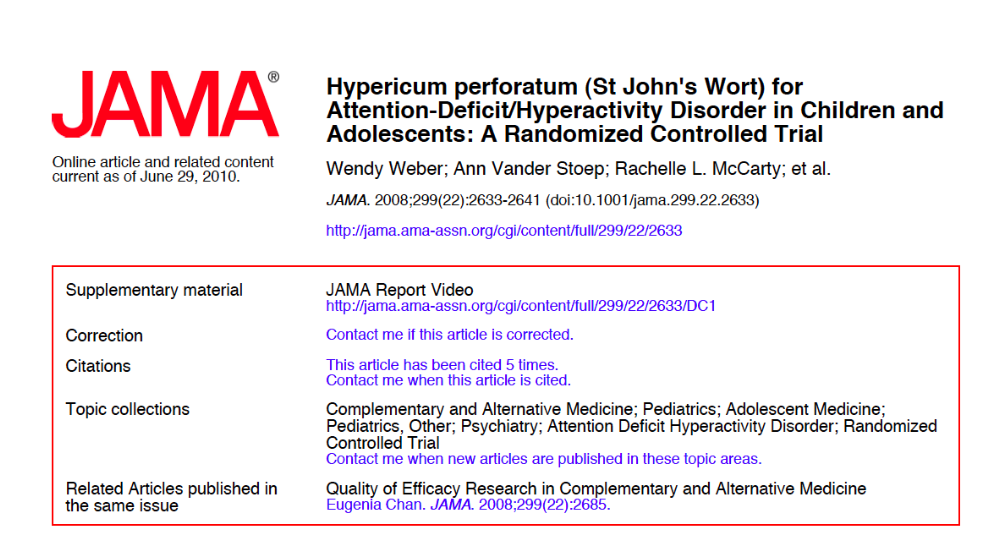 JAMA®
Online article and related content
current as of June 29, 2010.
Hypericum perforatum (St John's Wort) for
Attention-Deficit/Hyperactivity Disorder in Children and
Adolescents: A Randomized Controlled Trial
Wendy Weber; Ann Vander Stoep; Rachelle L. McCarty; et al.
JAMA. 2008;299(22):2633-2641 (doi:10.1001/jama.299.22.2633)
http://jama.ama-assn.org/cgi/content/full/299/22/2633
Supplementary material
JAMA Report Video
http://jama.ama-assn.org/cgi/content/full/299/22/2633/DC1
Correction
Contact me if this article is corrected.
Citations
This article has been cited 5 times.
Contact me when this article is cited.
Topic collections
Complementary and Alternative Medicine; Pediatrics; Adolescent Medicine;
Pediatrics, Other; Psychiatry; Attention Deficit Hyperactivity Disorder; Randomized
Controlled Trial
Contact me when new articles are published in these topic areas.
Related Articles published in
the same issue
Quality of Efficacy Research in Complementary and Alternative Medicine
Eugenia Chan. JAMA. 2008;299(22):2685.